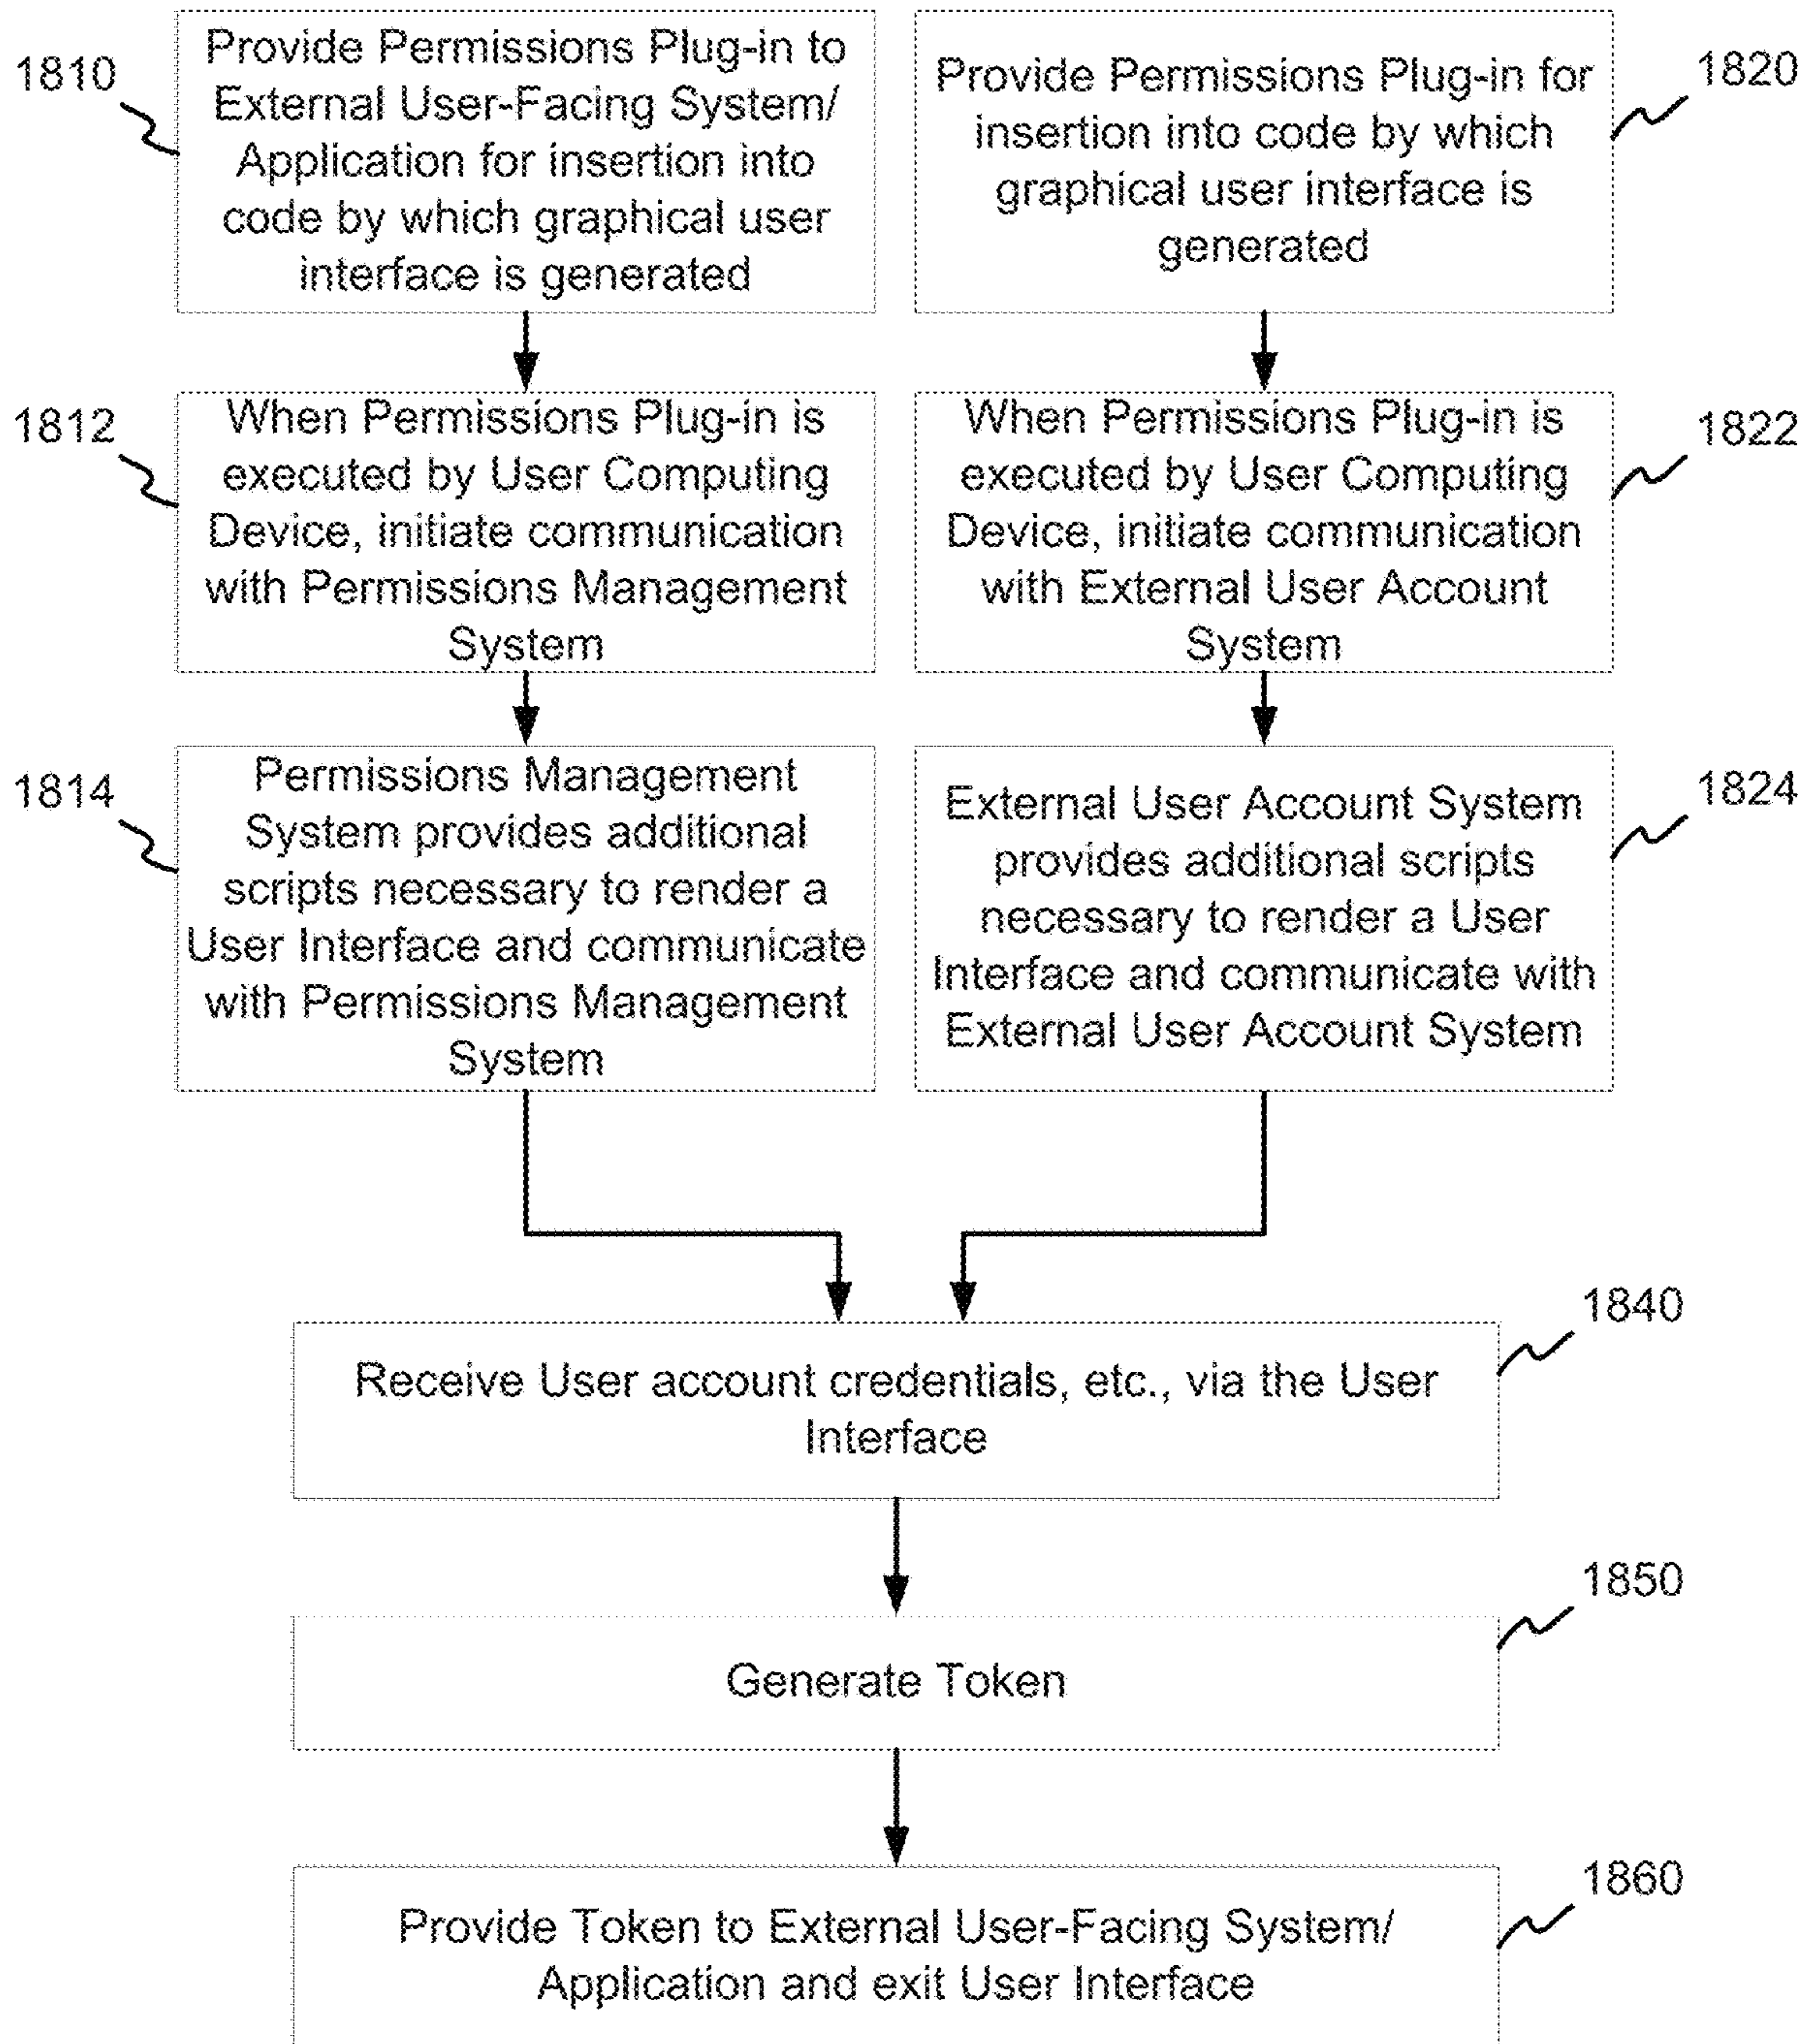 1810
Provide Permissions Plug-in to
External User-Facing System/
Application for insertion into
code by which graphical user
interface is generated
1820
Provide Permissions Plug-in for
insertion into code by which
graphical user interface is
generated
1812
When Permissions Plug-in is
executed by User Computing
Device, initiate communication
with Permissions Management
System
1822
When Permissions Plug-in is
executed by User Computing
Device, initiate communication
with External User Account
System
1814
Permissions Management
System provides additional
scripts necessary to render a
User Interface and communicate
with Permissions Management
System
1824
External User Account System
provides additional scripts
necessary to render a User
Interface and communicate with
External User Account System
1840
Receive User account credentials, etc., via the User
Interface
1850
Generate Token
1860
Provide Token to External User-Facing System/
Application and exit User Interface